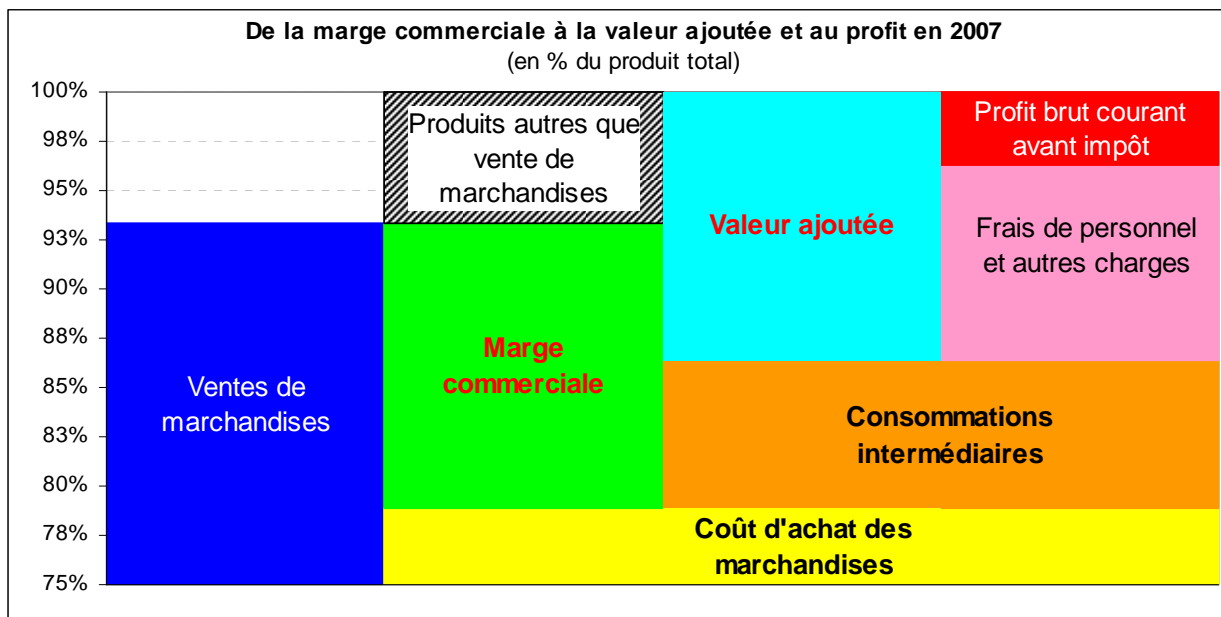 De la marge commerciale à la valeur ajoutée et au profit en 2007
(en % du produit total)
100%
98%
95%
93%
90%
88%
85%
83%
80%
78%
75%
Ventes de
marchandises
Produits autres que
vente de
marchandises
Marge
commerciale
Valeur ajoutée
Profit brut courant
avant impôt
Frais de personnel
et autres charges
Consommations
intermédiaires
Coût d'achat des
marchandises